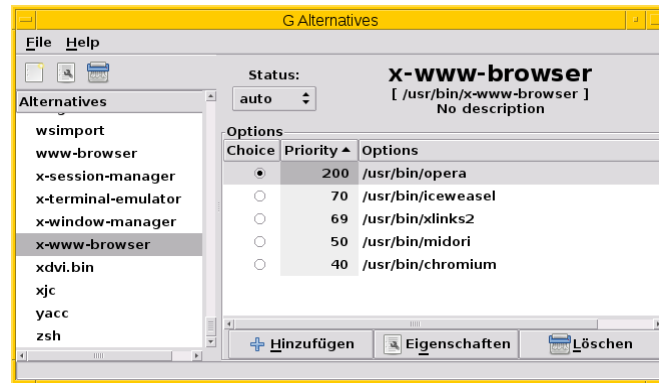 G Alternatives
File Help
Alternatives
wsimport
www-browser
x-session-manager
x-terminal-emulator
x-window-manager
x-www-browser
xdvi.bin
xjc
yacc
zsh
Status:
auto
x-www-browser
[ /usr/bin/x-www-browser ]
No description
Options
Choice Priority Options
200 /usr/bin/opera
70 /usr/bin/iceweasel
69 /usr/bin/xlinks2
50 /usr/bin/midori
40 /usr/bin/chromium
Hinzufügen Eigenschaften Löschen